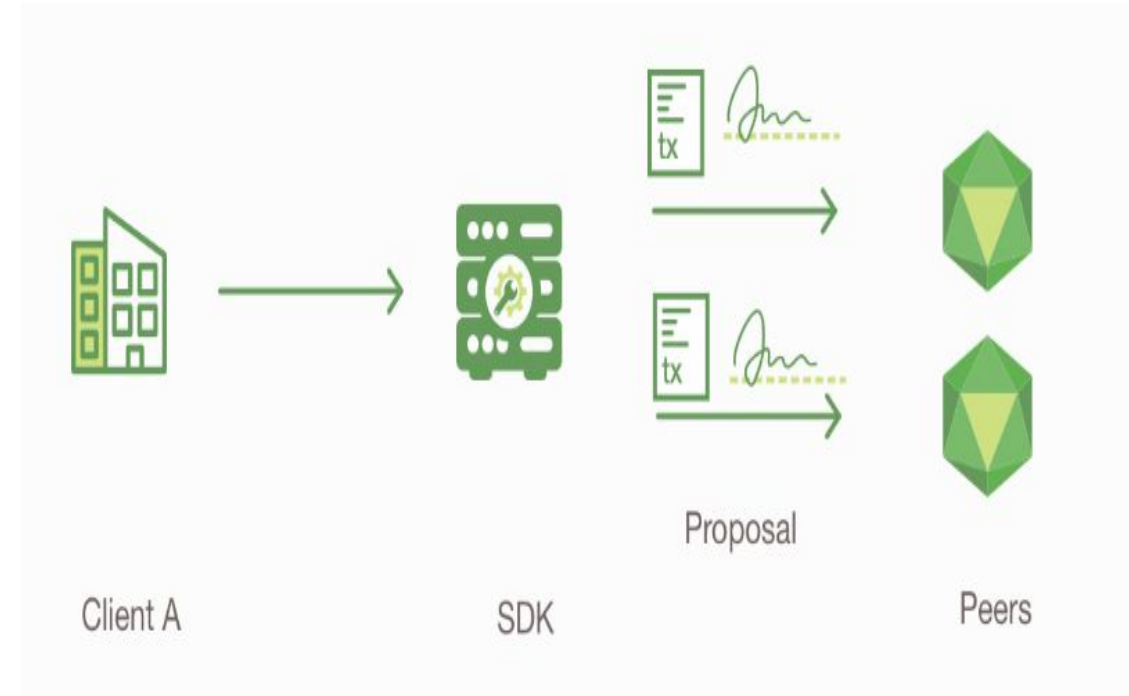 tx
tx
Proposal
Client A
SDK
Peers